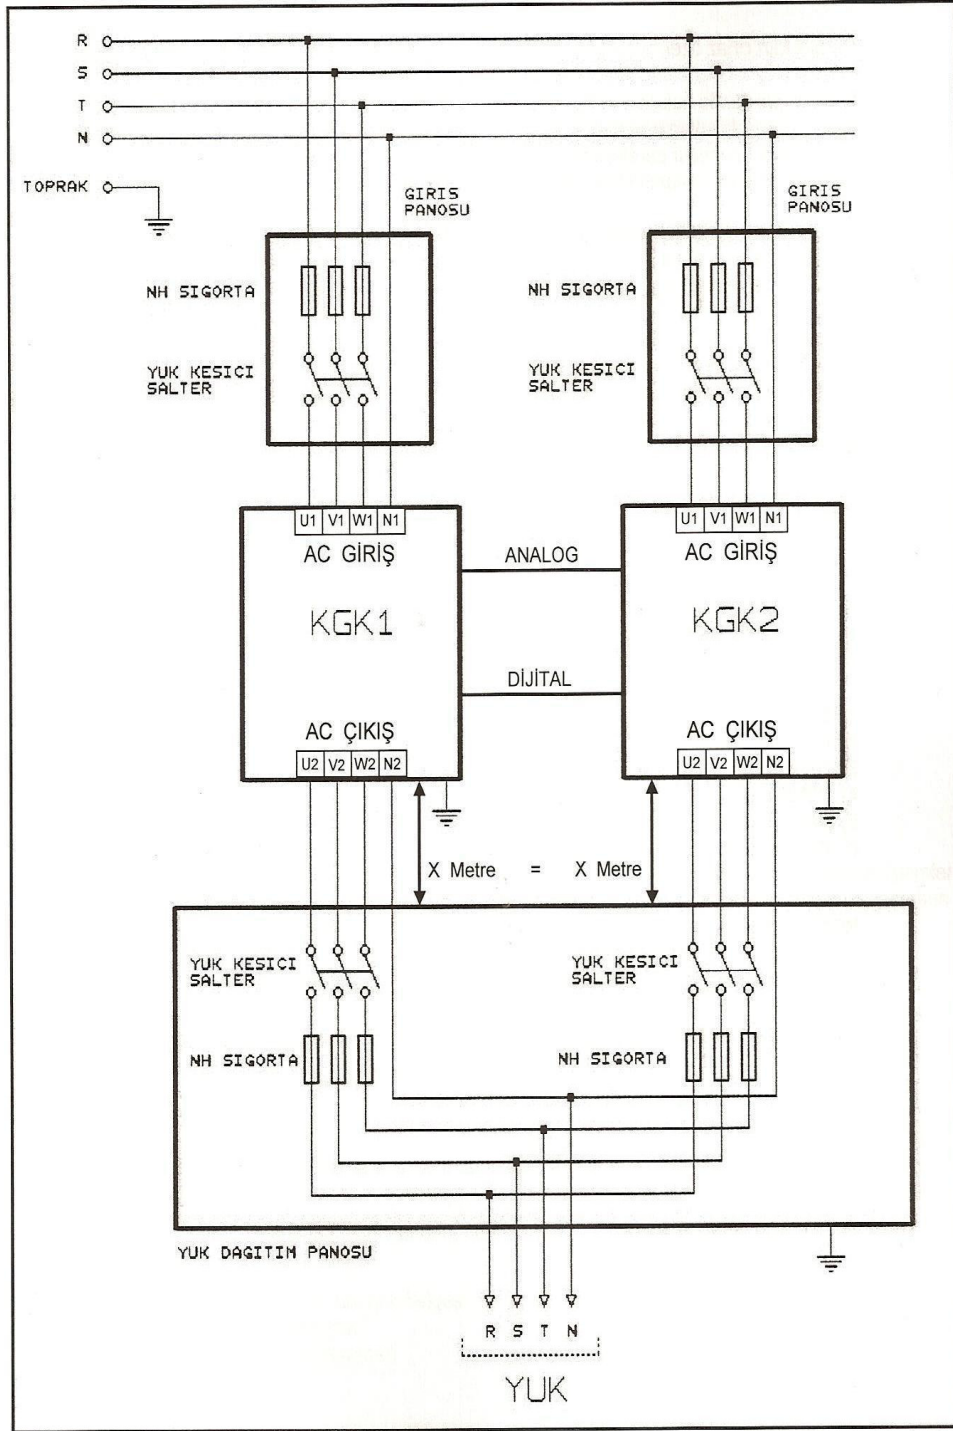 R
S
T
N
TOPRAK
GIRIS
PANOSU
GIRIS
PANOSU
NH SIGORTA
NH SIGORTA
YUK KESICI
SALTER
YUK KESICI
SALTER
U1 V1 W1 N1
U1 V1 W1 N1
AC GİRİŞ
AC GİRİŞ
ANALOG
KGK1
KGK2
DİJİTAL
AC ÇIKIŞ
AC ÇIKIŞ
U2 V2 W2 N2
U2 V2 W2 N2
X Metre = X Metre
YUK KESICI
SALTER
YUK KESICI
SALTER
NH SIGORTA
NH SIGORTA
YUK DAGITIM PANOSU
R S T N
YUK